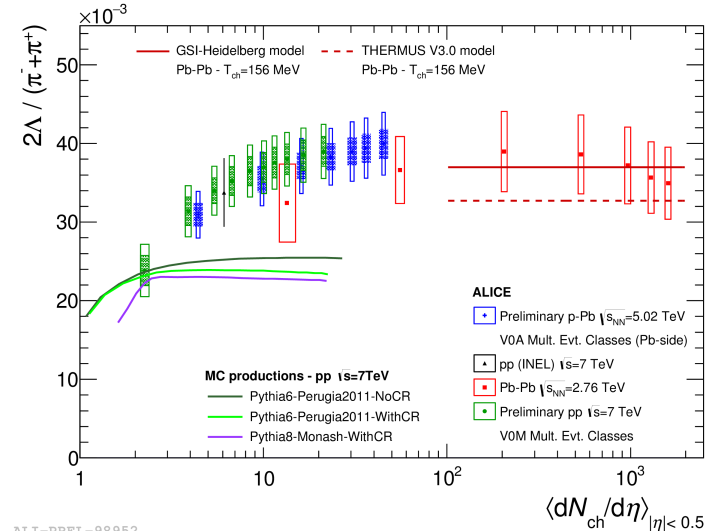 ×10⁻³
50
40
30
20
10
0
2Λ / (π⁻+π⁺)
GSI-Heidelberg model
Pb-Pb - T_ch=156 MeV
THERMUS V3.0 model
Pb-Pb - T_ch=156 MeV
ALICE
Preliminary p-Pb √s_NN=5.02 TeV
V0A Mult. Evt. Classes (Pb-side)
pp (INEL) √s=7 TeV
Pb-Pb √s_NN=2.76 TeV
Preliminary pp √s=7 TeV
V0M Mult. Evt. Classes
MC productions - pp √s=7TeV
Pythia6-Perugia2011-NoCR
Pythia6-Perugia2011-WithCR
Pythia8-Monash-WithCR
1 10 10² 10³
⟨dN_ch/dη⟩_|η|< 0.5
ALI-PREL-98952